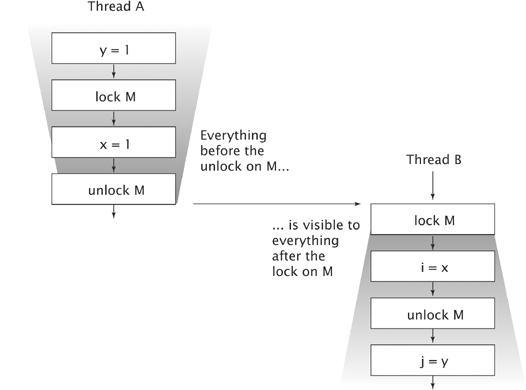 Thread A
y = 1
lock M
x = 1
unlock M
Everything
before the
unlock on M...
Thread B
lock M
... is visible to
everything
after the
lock on M
i = x
unlock M
j = y